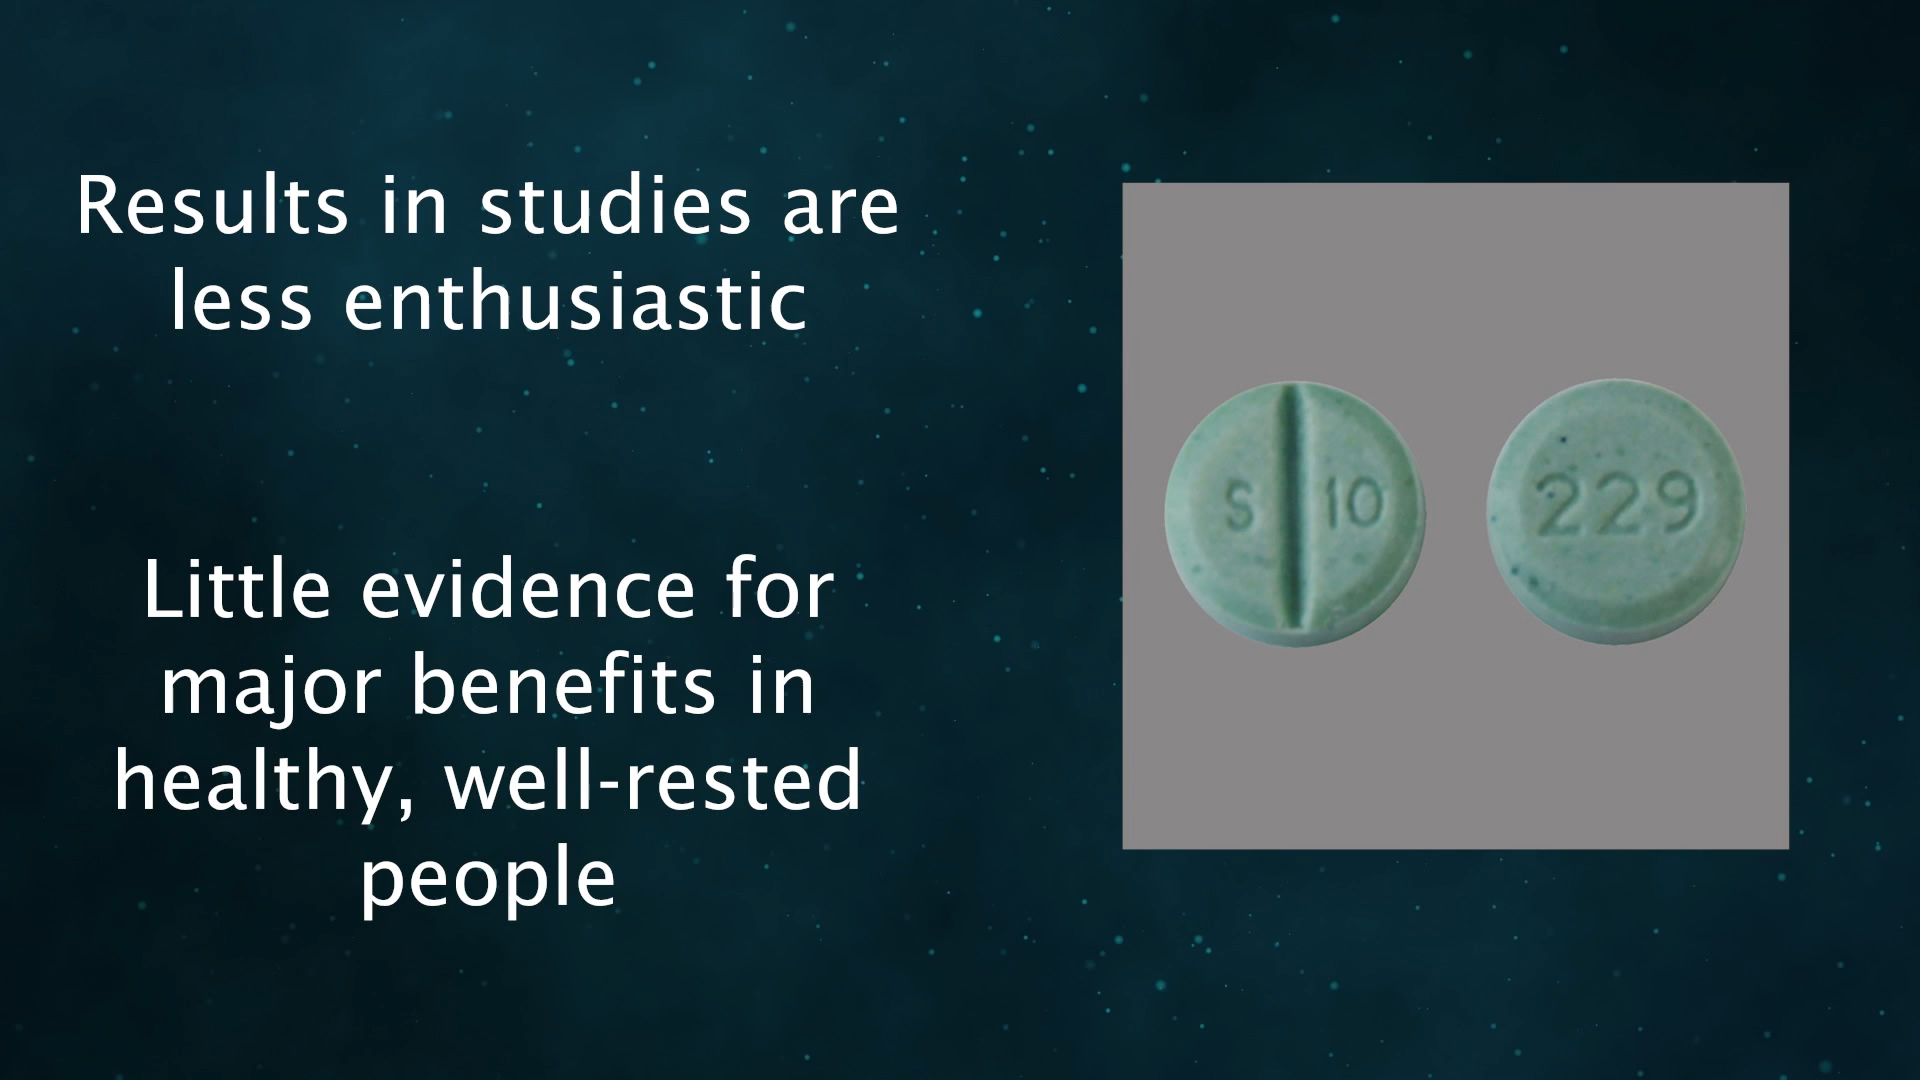 Results in studies are
less enthusiastic
Little evidence for
major benefits in
healthy, well-rested
people
S 10
229